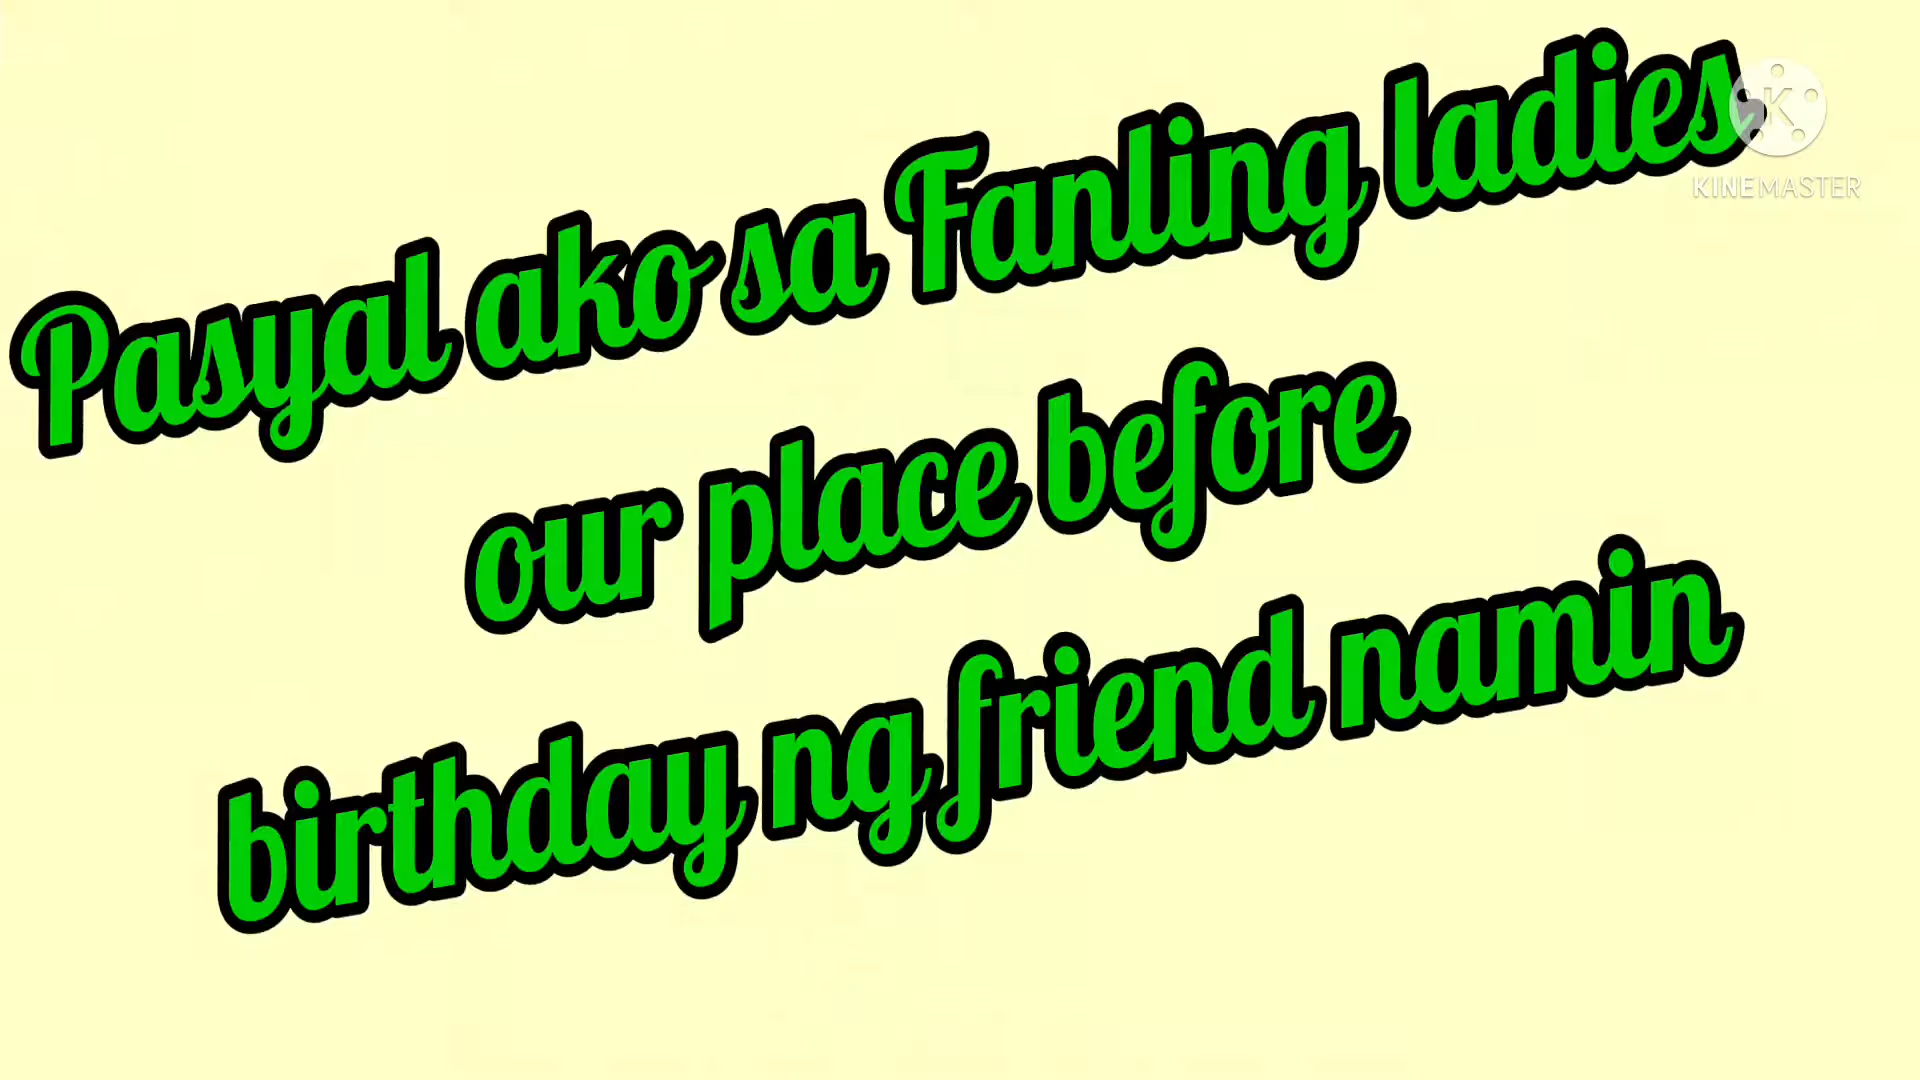 Pasyal ako sa Fanling ladies,
our place before
birthday ng friend namin
KINEMASTER